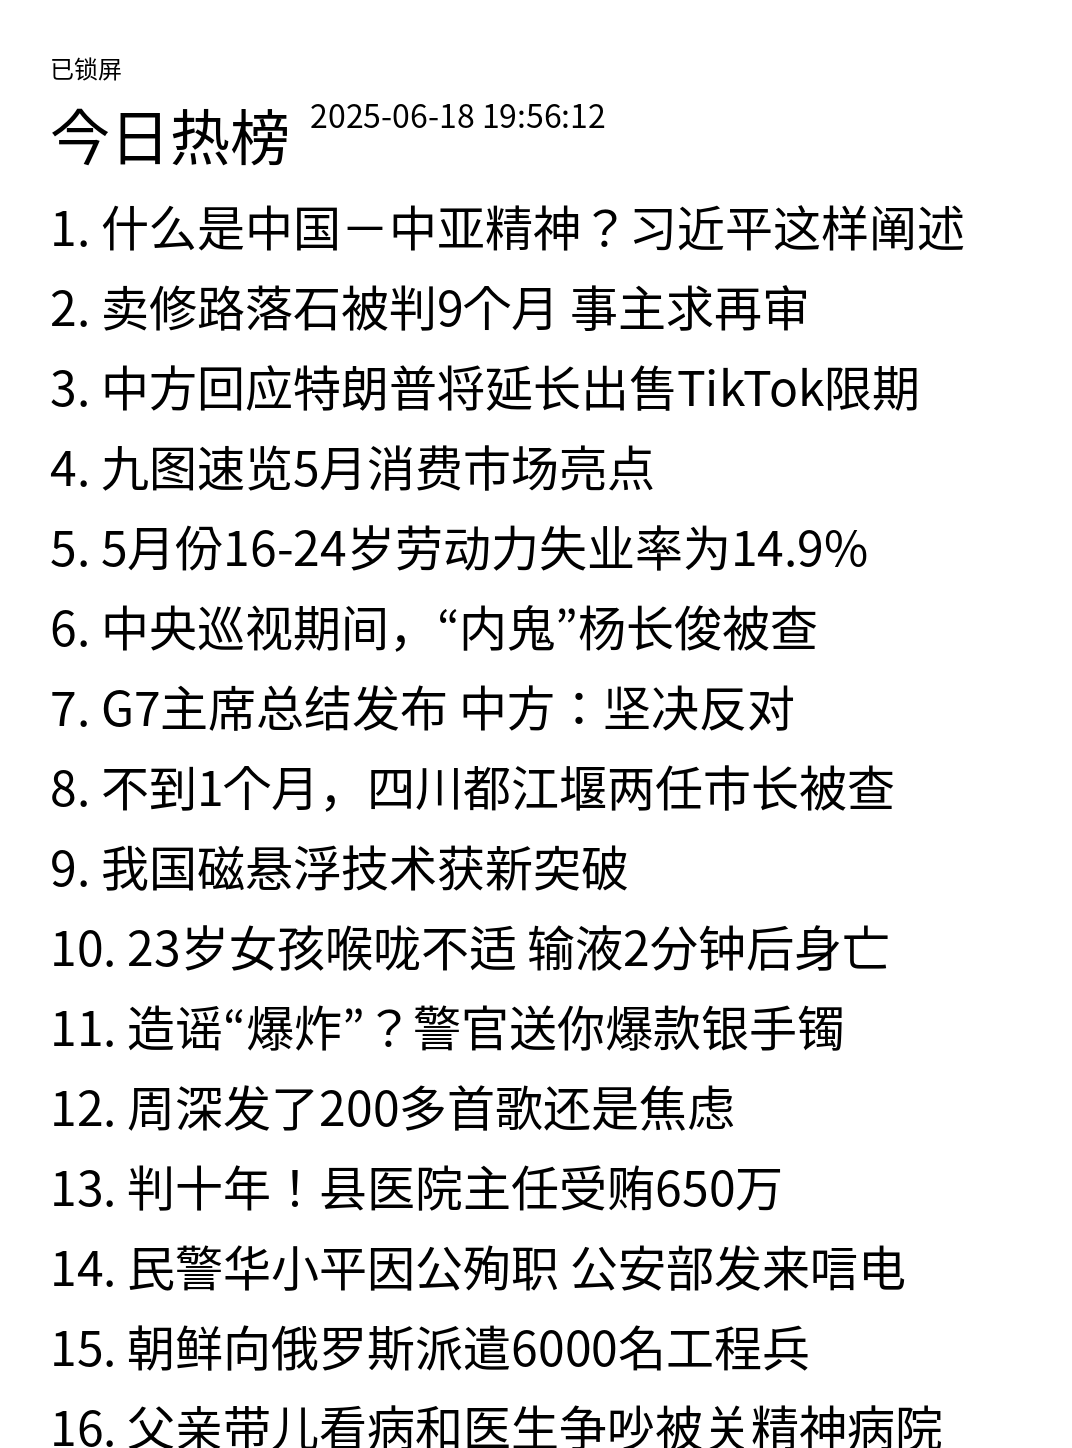 已锁屏
今日热榜 2025-06-18 19:56:12
1. 什么是中国－中亚精神？习近平这样阐述
2. 卖修路落石被判9个月 事主求再审
3. 中方回应特朗普将延长出售TikTok限期
4. 九图速览5月消费市场亮点
5. 5月份16-24岁劳动力失业率为14.9%
6. 中央巡视期间，“内鬼”杨长俊被查
7. G7主席总结发布 中方：坚决反对
8. 不到1个月，四川都江堰两任市长被查
9. 我国磁悬浮技术获新突破
10. 23岁女孩喉咙不适 输液2分钟后身亡
11. 造谣“爆炸”？警官送你爆款银手镯
12. 周深发了200多首歌还是焦虑
13. 判十年！县医院主任受贿650万
14. 民警华小平因公殉职 公安部发来唁电
15. 朝鲜向俄罗斯派遣6000名工程兵
16. 父亲带儿看病和医生争吵被关精神病院